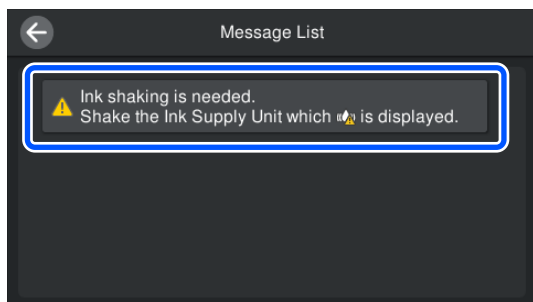 Message List
Ink shaking is needed.
Shake the Ink Supply Unit which is displayed.